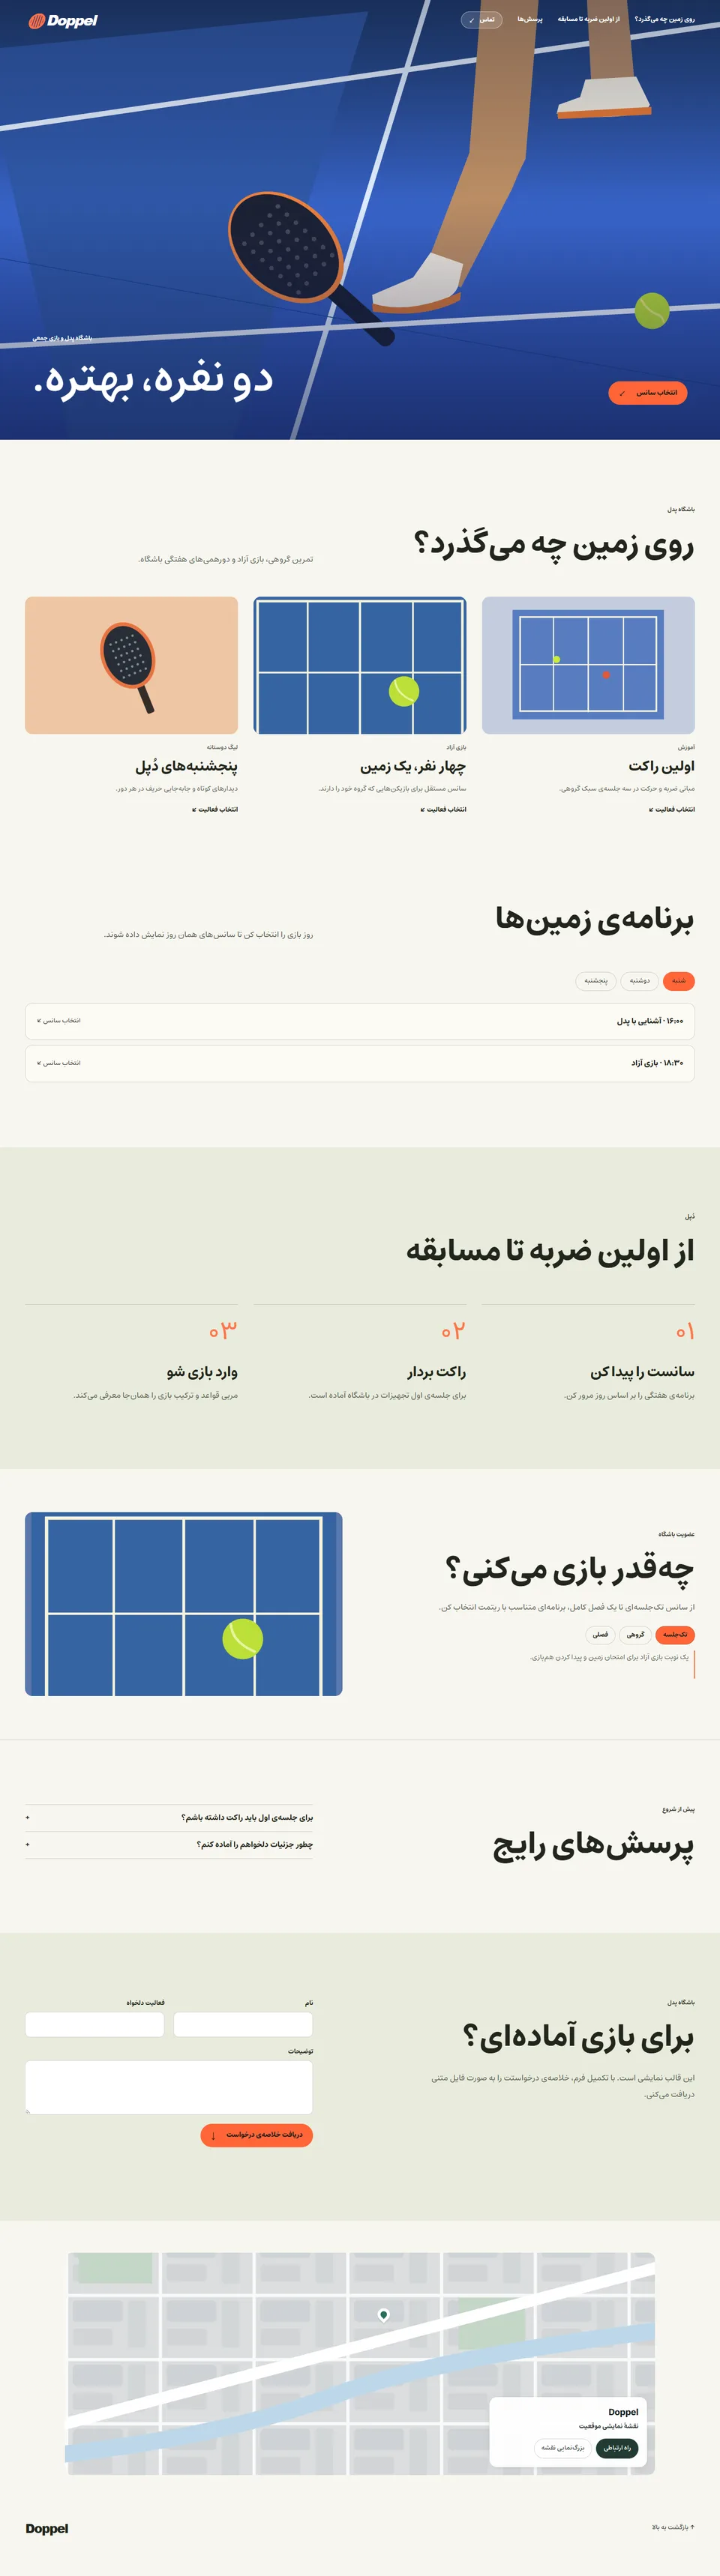 روی زمین چه می‌گذرد؟
از اولین ضربه تا مسابقه
پرسش‌ها
تماس
Doppel
باشگاه پدل و بازی جمعی
دو نفره، بهتره.
انتخاب سانس
باشگاه پدل
روی زمین چه می‌گذرد؟
تمرین گروهی، بازی آزاد و دورهمی‌های هفتگی باشگاه.
آموزش
اولین راکت
مبانی ضربه و حرکت در سه جلسه‌ی سبک گروهی.
انتخاب فعالیت
بازی آزاد
چهار نفر، یک زمین
سانس مستقل برای بازیکن‌هایی که گروه خود را دارند.
انتخاب فعالیت
لیگ دوستانه
پنجشنبه‌های دُپل
دیدارهای کوتاه و جابه‌جایی حریف در هر دور.
انتخاب فعالیت
برنامه‌ی زمین‌ها
روز بازی را انتخاب کن تا سانس‌های همان روز نمایش داده شوند.
شنبه
دوشنبه
پنجشنبه
۱۶:۰۰ · آشنایی با پدل
انتخاب سانس
۱۸:۳۰ · بازی آزاد
انتخاب سانس
دُپل
از اولین ضربه تا مسابقه
۰۱
سانست را پیدا کن
برنامه‌ی هفتگی را بر اساس روز مرور کن.
۰۲
راکت بردار
برای جلسه‌ی اول تجهیزات در باشگاه آماده است.
۰۳
وارد بازی شو
مربی قواعد و ترکیب بازی را همان‌جا معرفی می‌کند.
عضویت باشگاه
چه‌قدر بازی می‌کنی؟
از سانس تک‌جلسه‌ای تا یک فصل کامل، برنامه‌ای متناسب با ریتمت انتخاب کن.
تک‌جلسه
گروهی
فصلی
یک نوبت بازی آزاد برای امتحان زمین و پیدا کردن هم‌بازی.
پیش از شروع
پرسش‌های رایج
برای جلسه‌ی اول باید راکت داشته باشم؟
چطور جزئیات دلخواهم را آماده کنم؟
باشگاه پدل
برای بازی آماده‌ای؟
این قالب نمایشی است. با تکمیل فرم، خلاصه‌ی درخواستت را به صورت فایل متنی
دریافت می‌کنی.
نام
فعالیت دلخواه
توضیحات
دریافت خلاصه‌ی درخواست
Doppel
نقشهٔ نمایشی موقعیت
راه ارتباطی
بزرگ‌نمایی نقشه
بازگشت به بالا
Doppel